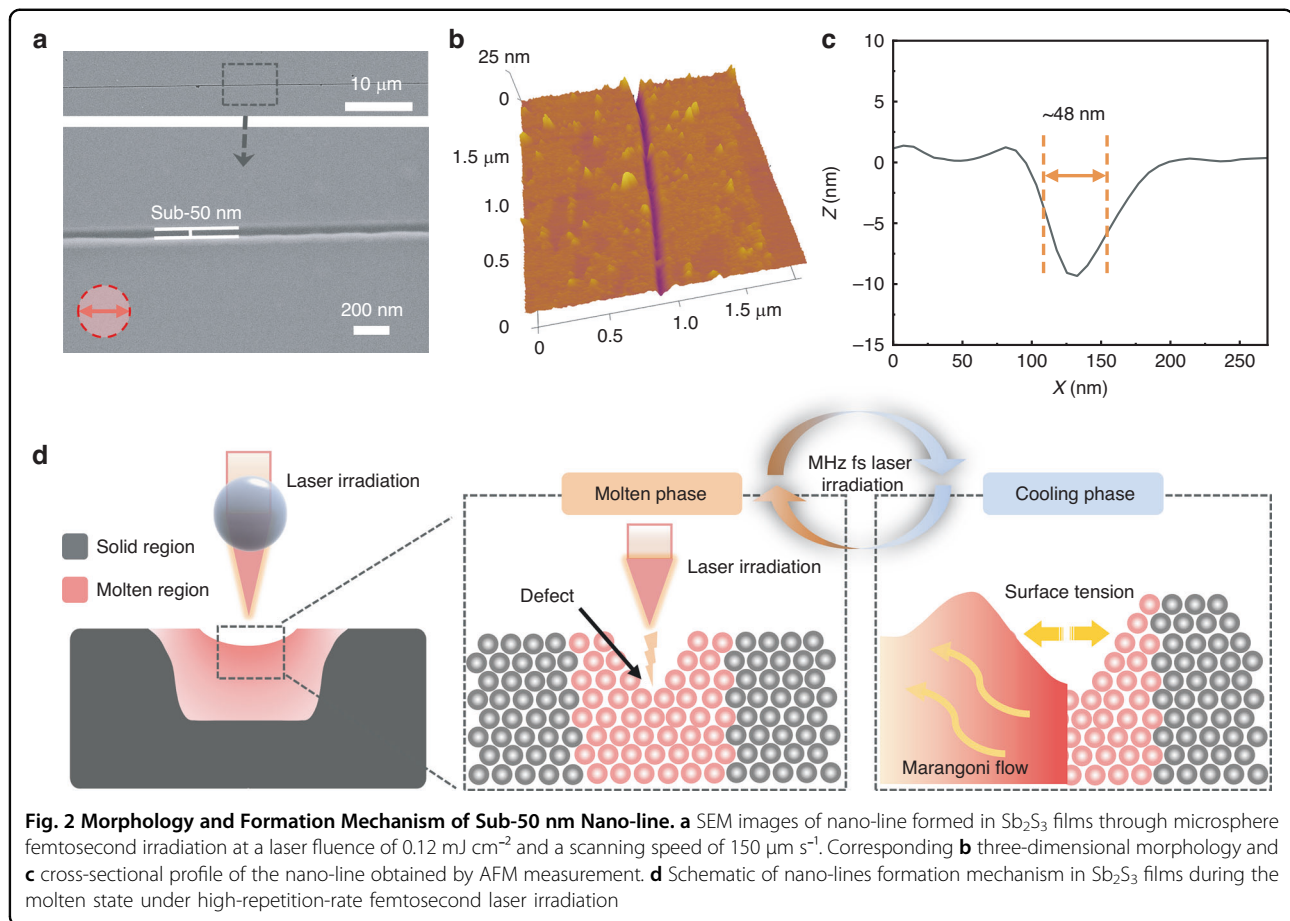 a
10 μm
Sub-50 nm
200 nm
b
25 nm
0
1.5 μm
1.0
0.5
0
0
0.5
1.0
1.5 μm
c
10
5
0
−5
−10
−15
Z (nm)
~48 nm
0 50 100 150 200 250
X (nm)
d
Laser irradiation
Solid region
Molten region
Molten phase
MHz fs laser
irradiation
Cooling phase
Laser irradiation
Defect
Surface tension
Marangoni flow
Fig. 2 Morphology and Formation Mechanism of Sub-50 nm Nano-line. a SEM images of nano-line formed in Sb₂S₃ films through microsphere
femtosecond irradiation at a laser fluence of 0.12 mJ cm⁻² and a scanning speed of 150 μm s⁻¹. Corresponding b three-dimensional morphology and
c cross-sectional profile of the nano-line obtained by AFM measurement. d Schematic of nano-lines formation mechanism in Sb₂S₃ films during the
molten state under high-repetition-rate femtosecond laser irradiation